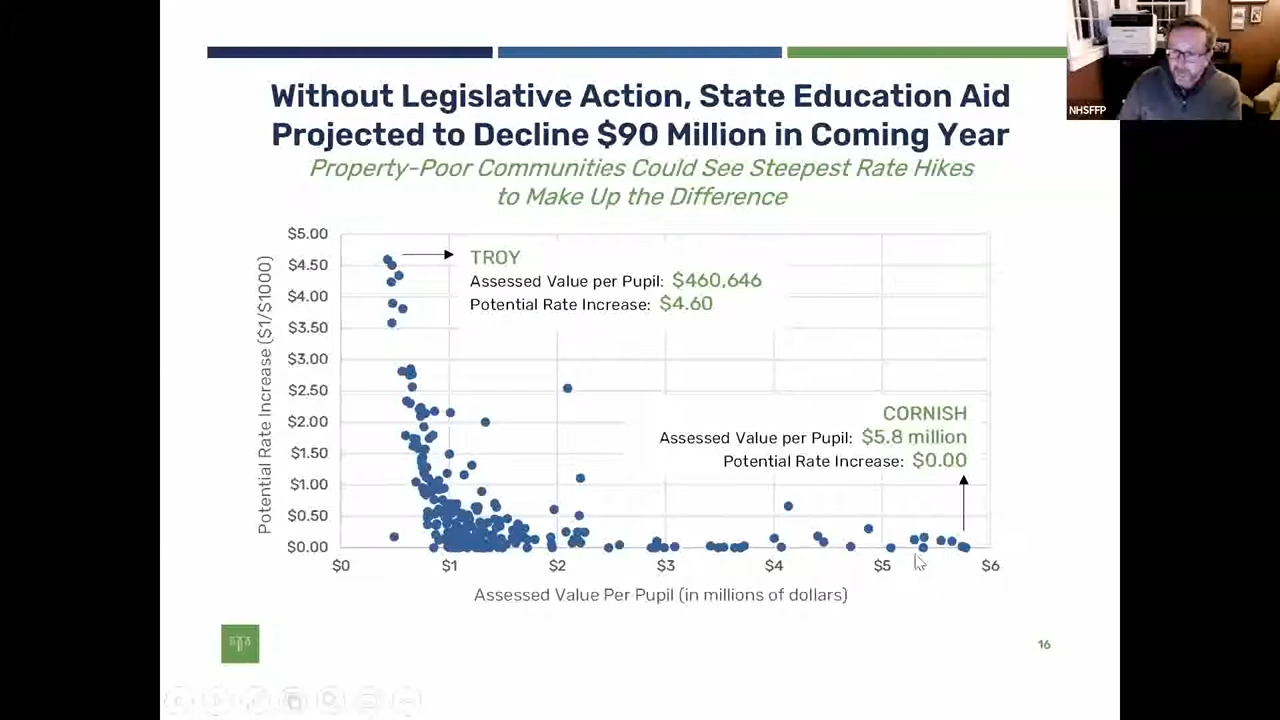 NHSFFP
Without Legislative Action, State Education Aid
Projected to Decline $90 Million in Coming Year
Property-Poor Communities Could See Steepest Rate Hikes
to Make Up the Difference
Potential Rate Increase ($1/$1000)
$5.00
$4.50
$4.00
$3.50
$3.00
$2.50
$2.00
$1.50
$1.00
$0.50
$0.00
TROY
Assessed Value per Pupil: $460,646
Potential Rate Increase: $4.60
CORNISH
Assessed Value per Pupil: $5.8 million
Potential Rate Increase: $0.00
$0 $1 $2 $3 $4 $5 $6
Assessed Value Per Pupil (in millions of dollars)
16